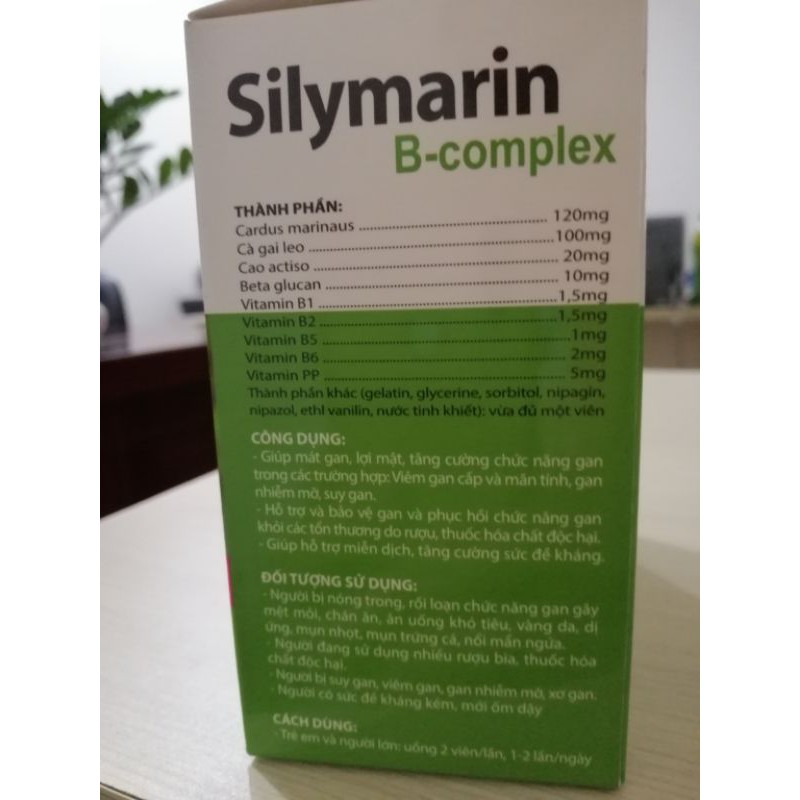 Silymarin
B-complex
THÀNH PHẦN:
Cardus marinaus ........ 120mg
Cà gai leo ........ 100mg
Cao actiso ........ 20mg
Beta glucan ........ 10mg
Vitamin B1 ........ 1,5mg
Vitamin B2 ........ 1,5mg
Vitamin B5 ........ 1mg
Vitamin B6 ........ 2mg
Vitamin PP ........ 5mg
Thành phần khác (gelatin, glycerine, sorbitol, nipagin,
nipazol, ethl vanilin, nước tinh khiết): vừa đủ một viên
CÔNG DỤNG:
- Giúp mát gan, lợi mật, tăng cường chức năng gan
trong các trường hợp: Viêm gan cấp và mãn tính, gan
nhiễm mỡ, suy gan.
- Hỗ trợ và bảo vệ gan và phục hồi chức năng gan
khỏi các tổn thương do rượu, thuốc hóa chất độc hại.
- Giúp hỗ trợ miễn dịch, tăng cường sức đề kháng.
ĐỐI TƯỢNG SỬ DỤNG:
- Người bị nóng trong, rối loạn chức năng gan gây
mệt mỏi, chán ăn, ăn uống khó tiêu, vàng da, dị
ứng, mụn nhọt, mụn trứng cá, nổi mẩn ngứa.
- Người đang sử dụng nhiều rượu bia, thuốc hóa
chất độc hại.
- Người bị suy gan, viêm gan, gan nhiễm mỡ, xơ gan.
- Người có sức đề kháng kém, mới ốm dậy
CÁCH DÙNG:
- Trẻ em và người lớn: uống 2 viên/lần, 1-2 lần/ngày